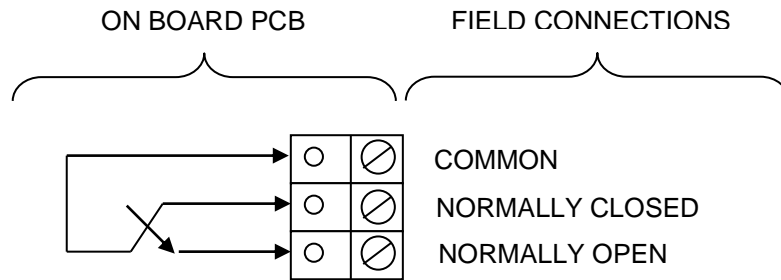 ON BOARD PCB
FIELD CONNECTIONS
COMMON
NORMALLY CLOSED
NORMALLY OPEN